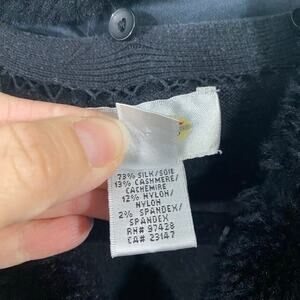 73% SILK/SOIE
13% CASHMERE/
CACHEMIRE
12% NYLON/
NYLON
2% SPANDEX/
SPANDEX
RN# 97428
CA# 23147